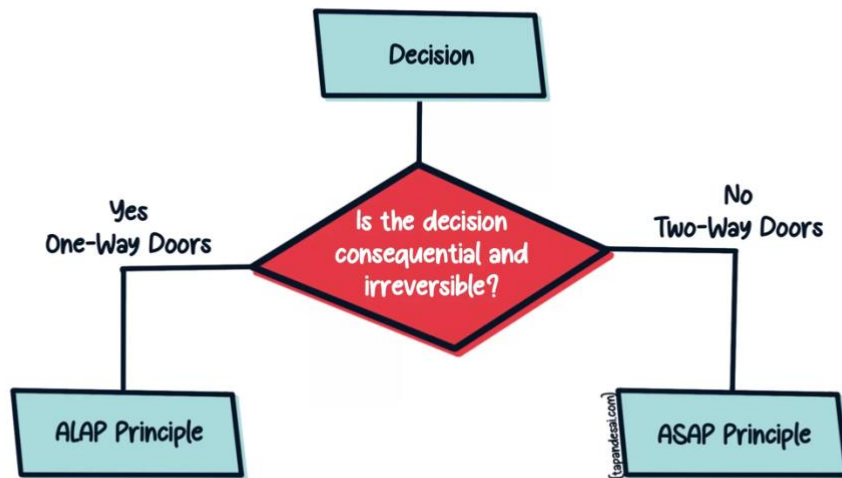 Decision
Is the decision
consequential and
irreversible?
Yes
One-Way Doors
No
Two-Way Doors
ALAP Principle
ASAP Principle
(tapandesai.com)